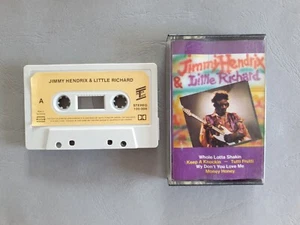 JIMMY HENDRIX & LITTLE RICHARD
A
STEREO
Jimmy Hendrix
& Little Richard
Whole Lotta Shakin
Keep A Knockin - Tutti Frutti
My Don't You Love Me
Money Honey